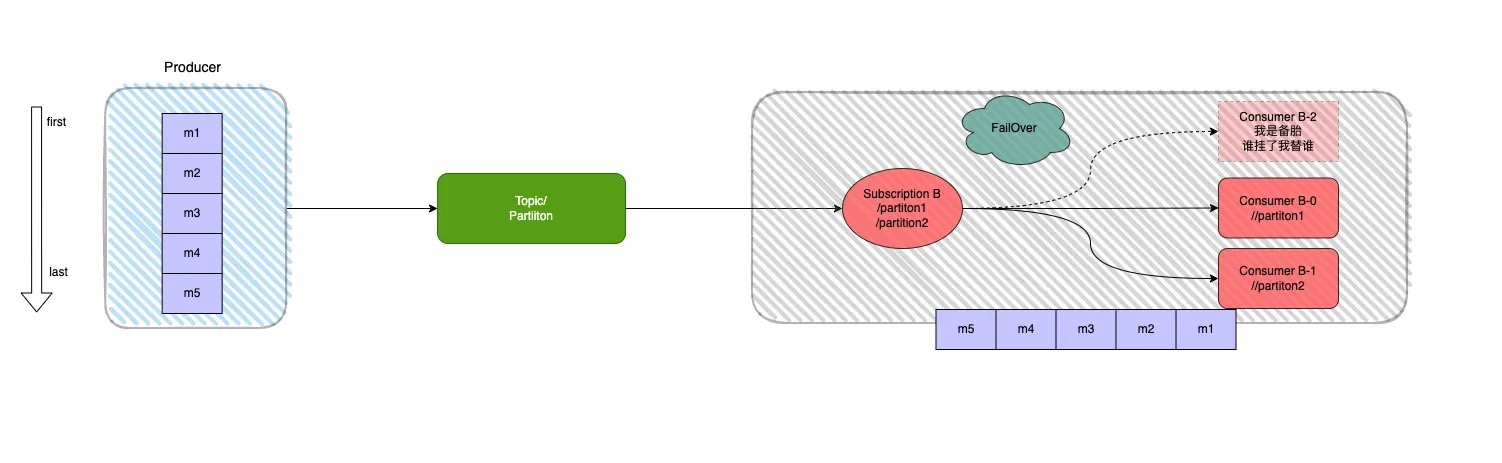 Producer
first
last
m1
m2
m3
m4
m5
Topic/
Partiiton
FailOver
Subscription B
/partiton1
/partition2
Consumer B-2
我是备胎
谁挂了我替谁
Consumer B-0
//partiton1
Consumer B-1
//partiton2
m5 m4 m3 m2 m1